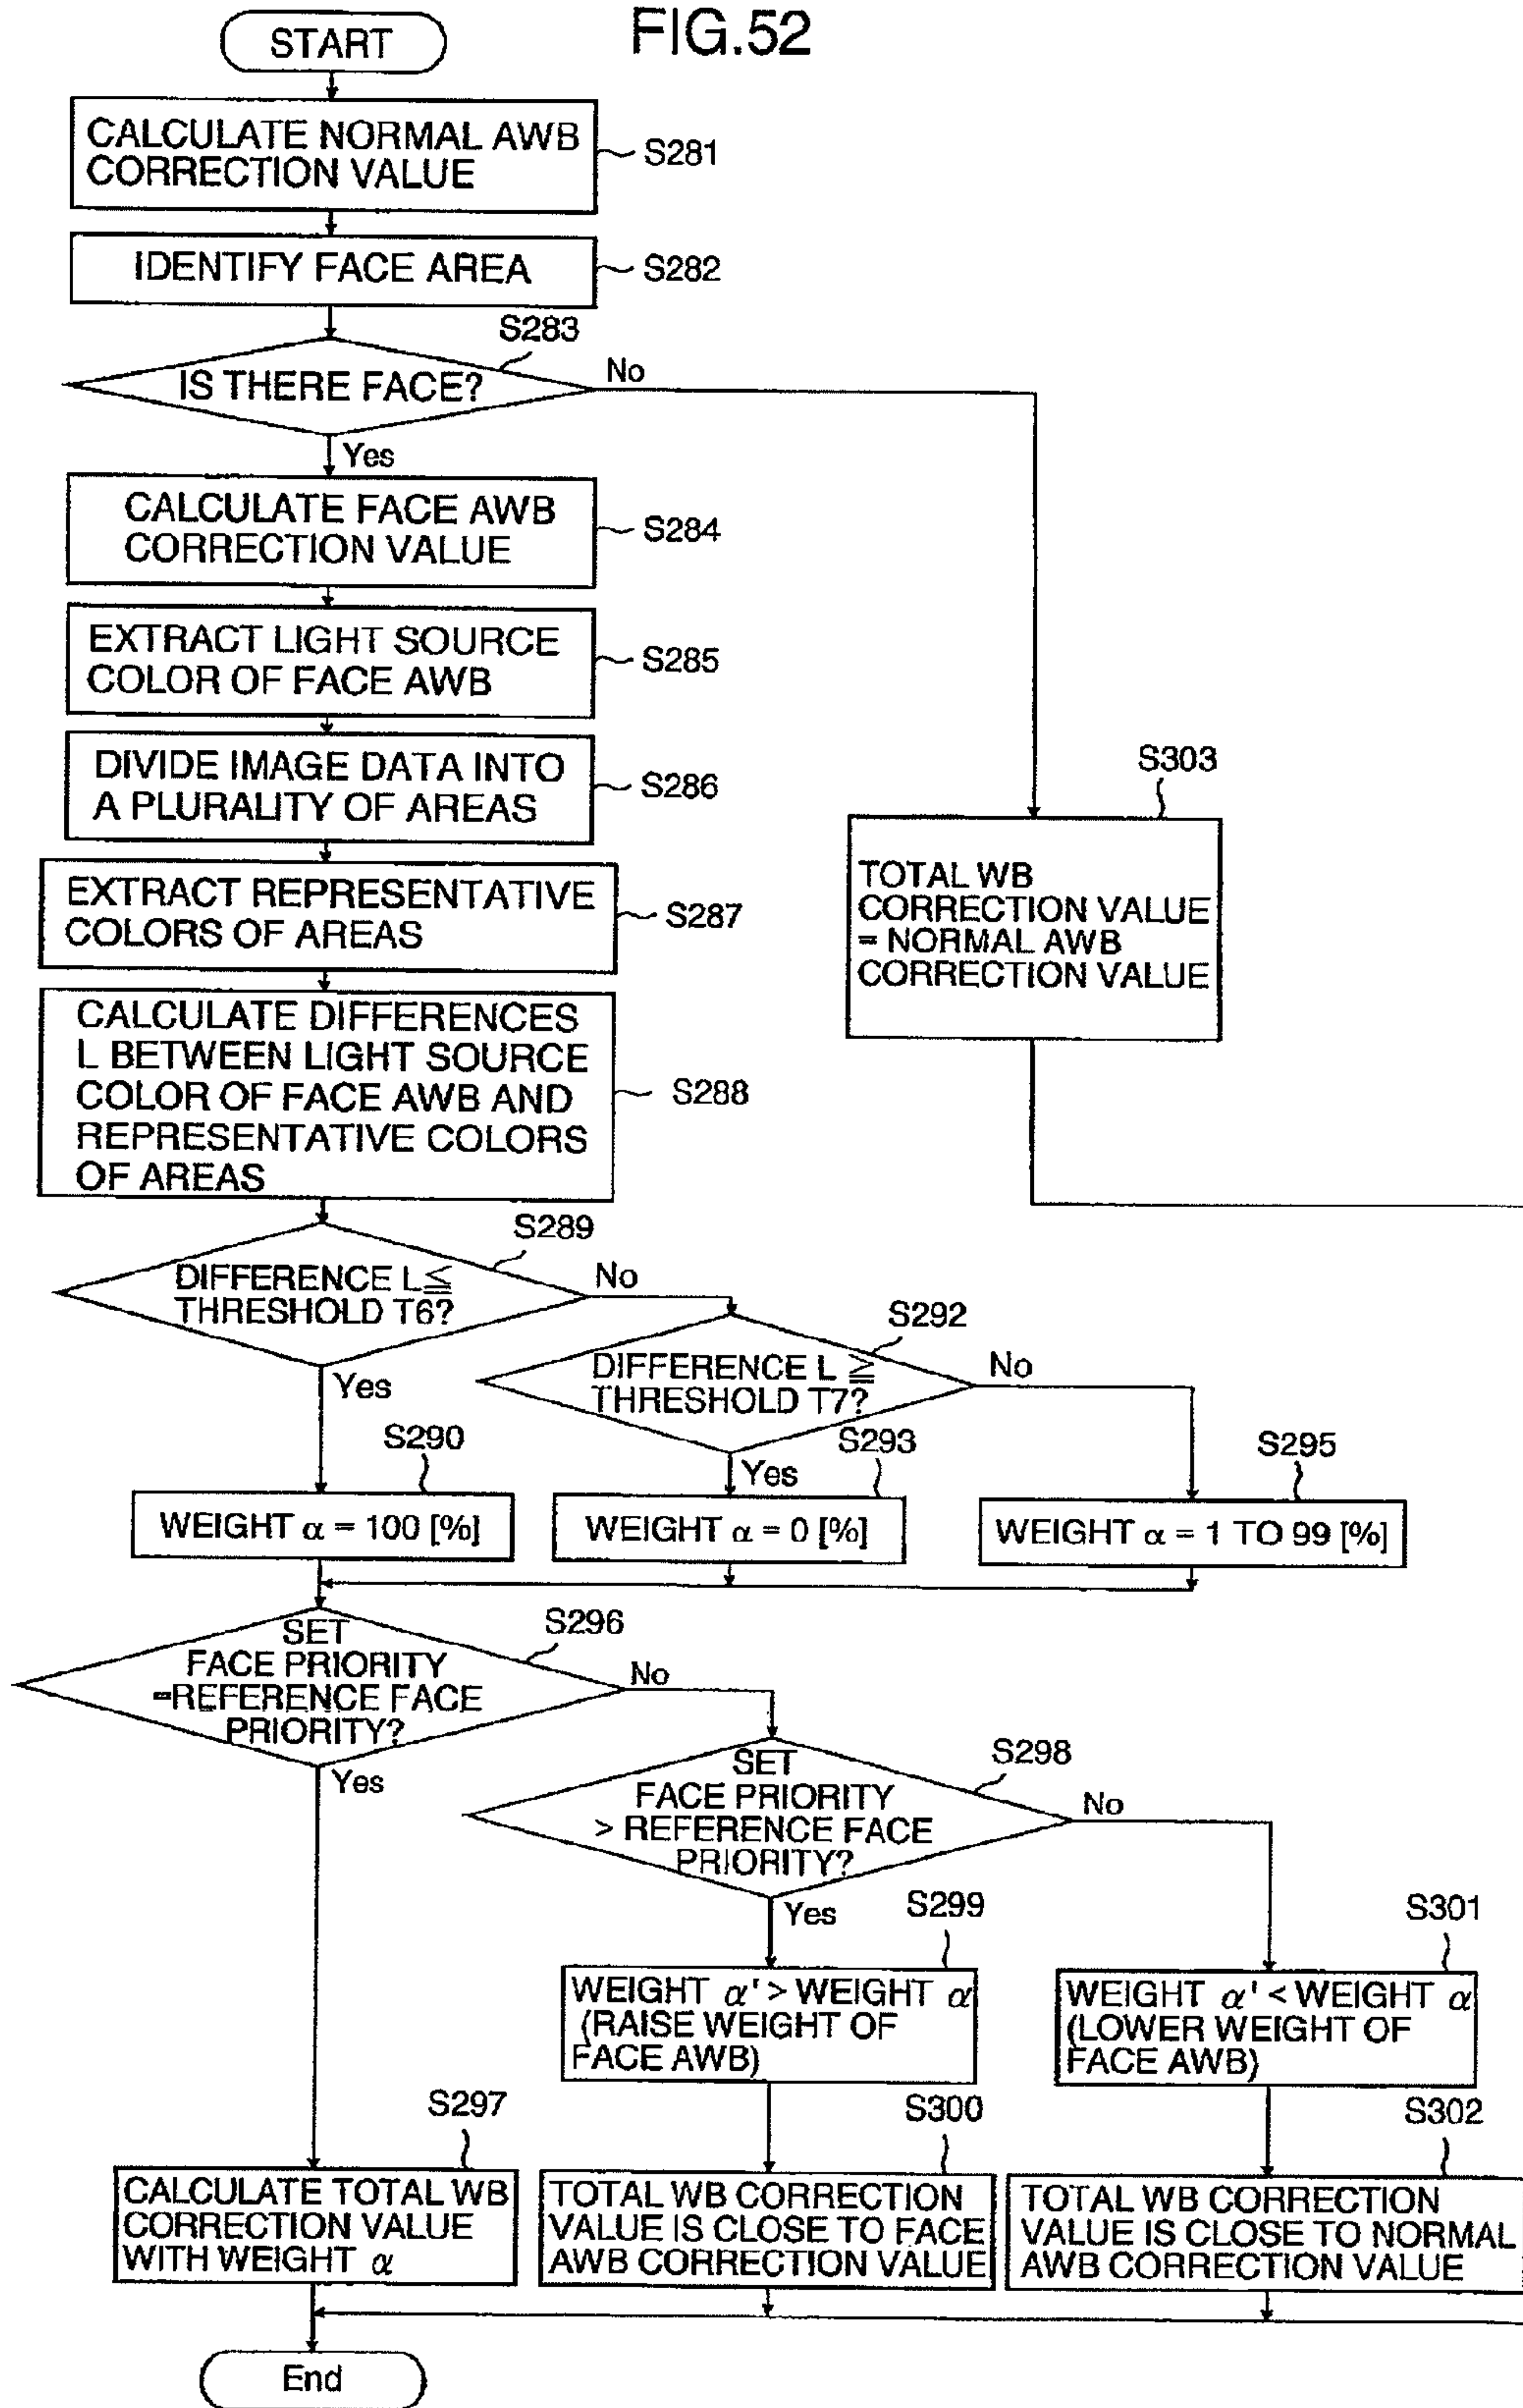 FIG.52
START
CALCULATE NORMAL AWB
CORRECTION VALUE
S281
IDENTIFY FACE AREA
S282
S283
IS THERE FACE?
No
Yes
CALCULATE FACE AWB
CORRECTION VALUE
S284
EXTRACT LIGHT SOURCE
COLOR OF FACE AWB
S285
DIVIDE IMAGE DATA INTO
A PLURALITY OF AREAS
S286
S303
TOTAL WB
CORRECTION VALUE
= NORMAL AWB
CORRECTION VALUE
EXTRACT REPRESENTATIVE
COLORS OF AREAS
S287
CALCULATE DIFFERENCES
L BETWEEN LIGHT SOURCE
COLOR OF FACE AWB AND
REPRESENTATIVE COLORS
OF AREAS
S288
S289
DIFFERENCE L≦
THRESHOLD T6?
No
Yes
S292
DIFFERENCE L ≧
THRESHOLD T7?
No
Yes
S290
WEIGHT α = 100 [%]
S293
WEIGHT α = 0 [%]
S295
WEIGHT α = 1 TO 99 [%]
S296
SET
FACE PRIORITY
=REFERENCE FACE
PRIORITY?
No
Yes
S298
SET
FACE PRIORITY
> REFERENCE FACE
PRIORITY?
No
Yes
S299
WEIGHT α' > WEIGHT α
(RAISE WEIGHT OF
FACE AWB)
S301
WEIGHT α' < WEIGHT α
(LOWER WEIGHT OF
FACE AWB)
S297
CALCULATE TOTAL WB
CORRECTION VALUE
WITH WEIGHT α
S300
TOTAL WB CORRECTION
VALUE IS CLOSE TO FACE
AWB CORRECTION VALUE
S302
TOTAL WB CORRECTION
VALUE IS CLOSE TO NORMAL
AWB CORRECTION VALUE
End